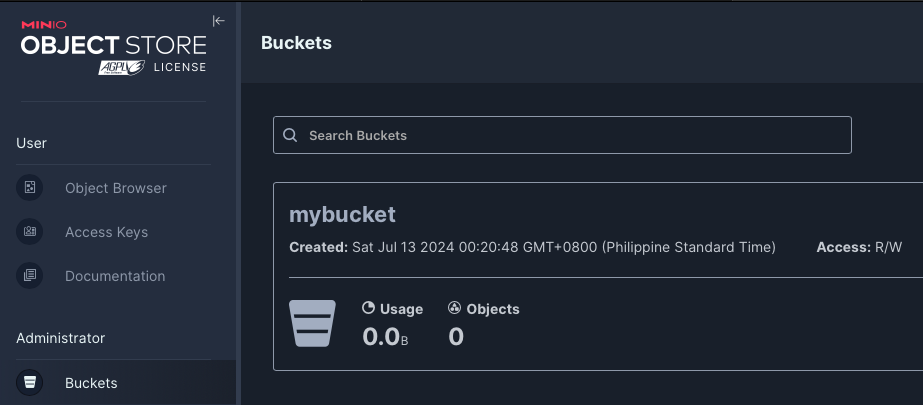 MINIO
OBJECT STORE
AGPLv3 LICENSE
User
Object Browser
Access Keys
Documentation
Administrator
Buckets
Buckets
Search Buckets
mybucket
Created: Sat Jul 13 2024 00:20:48 GMT+0800 (Philippine Standard Time) Access: R/W
Usage Objects
0.0B 0